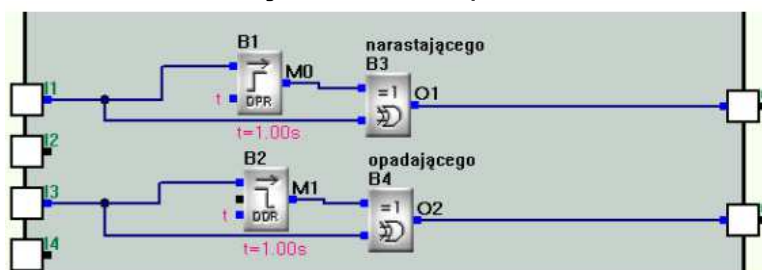 B1
narastającego
B3
I1
M0
=1
O1
t
DPR
t=1.00s
I2
B2
opadającego
B4
I3
M1
=1
O2
t
DDR
t=1.00s
I4